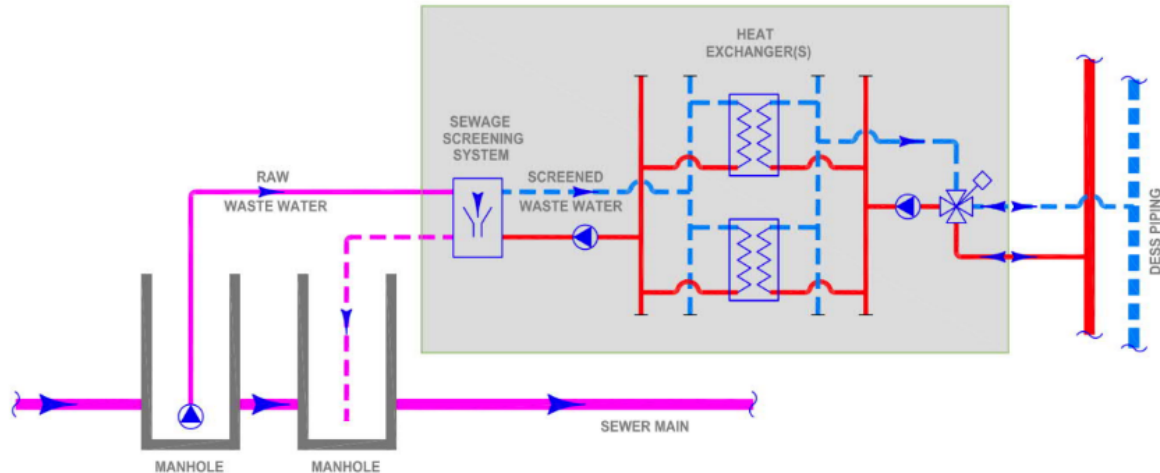 HEAT
EXCHANGER(S)
SEWAGE
SCREENING
SYSTEM
RAW
WASTE WATER
SCREENED
WASTE WATER
DESS PIPING
SEWER MAIN
MANHOLE
MANHOLE